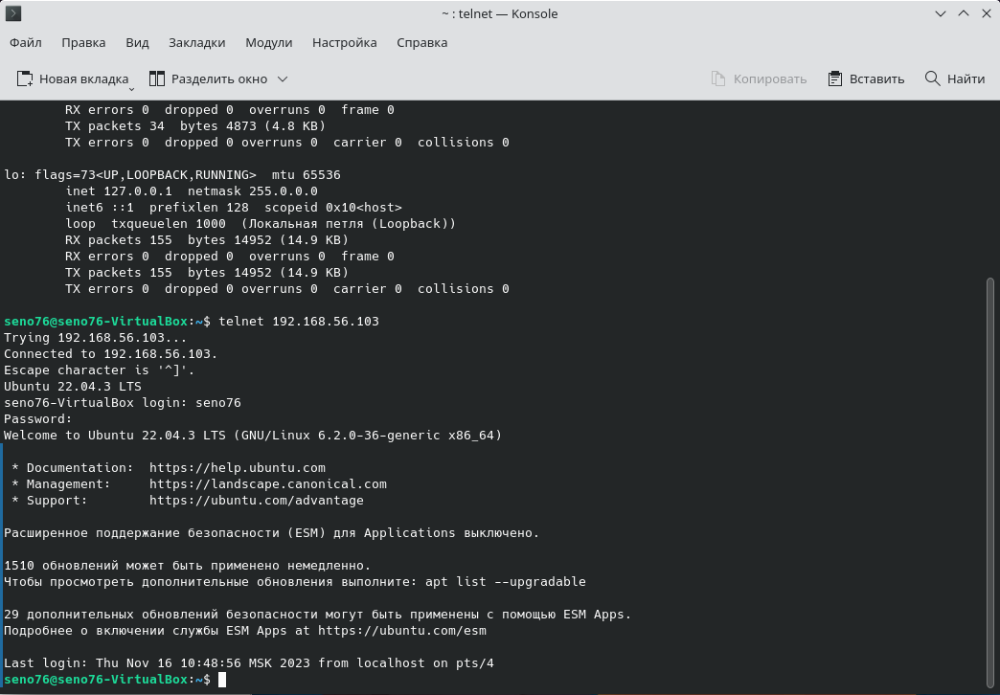 ~ : telnet — Konsole
Файл Правка Вид Закладки Модули Настройка Справка
Новая вкладка Разделить окно Копировать Вставить Найти
        RX errors 0  dropped 0  overruns 0  frame 0
        TX packets 34  bytes 4873 (4.8 KB)
        TX errors 0  dropped 0 overruns 0  carrier 0  collisions 0

lo: flags=73<UP,LOOPBACK,RUNNING>  mtu 65536
        inet 127.0.0.1  netmask 255.0.0.0
        inet6 ::1  prefixlen 128  scopeid 0x10<host>
        loop  txqueuelen 1000  (Локальная петля (Loopback))
        RX packets 155  bytes 14952 (14.9 KB)
        RX errors 0  dropped 0  overruns 0  frame 0
        TX packets 155  bytes 14952 (14.9 KB)
        TX errors 0  dropped 0 overruns 0  carrier 0  collisions 0

seno76@seno76-VirtualBox:~$ telnet 192.168.56.103
Trying 192.168.56.103...
Connected to 192.168.56.103.
Escape character is '^]'.
Ubuntu 22.04.3 LTS
seno76-VirtualBox login: seno76
Password:
Welcome to Ubuntu 22.04.3 LTS (GNU/Linux 6.2.0-36-generic x86_64)

 * Documentation:  https://help.ubuntu.com
 * Management:     https://landscape.canonical.com
 * Support:        https://ubuntu.com/advantage

Расширенное поддержание безопасности (ESM) для Applications выключено.

1510 обновлений может быть применено немедленно.
Чтобы просмотреть дополнительные обновления выполните: apt list --upgradable

29 дополнительных обновлений безопасности могут быть применены с помощью ESM Apps.
Подробнее о включении службы ESM Apps at https://ubuntu.com/esm

Last login: Thu Nov 16 10:48:56 MSK 2023 from localhost on pts/4
seno76@seno76-VirtualBox:~$